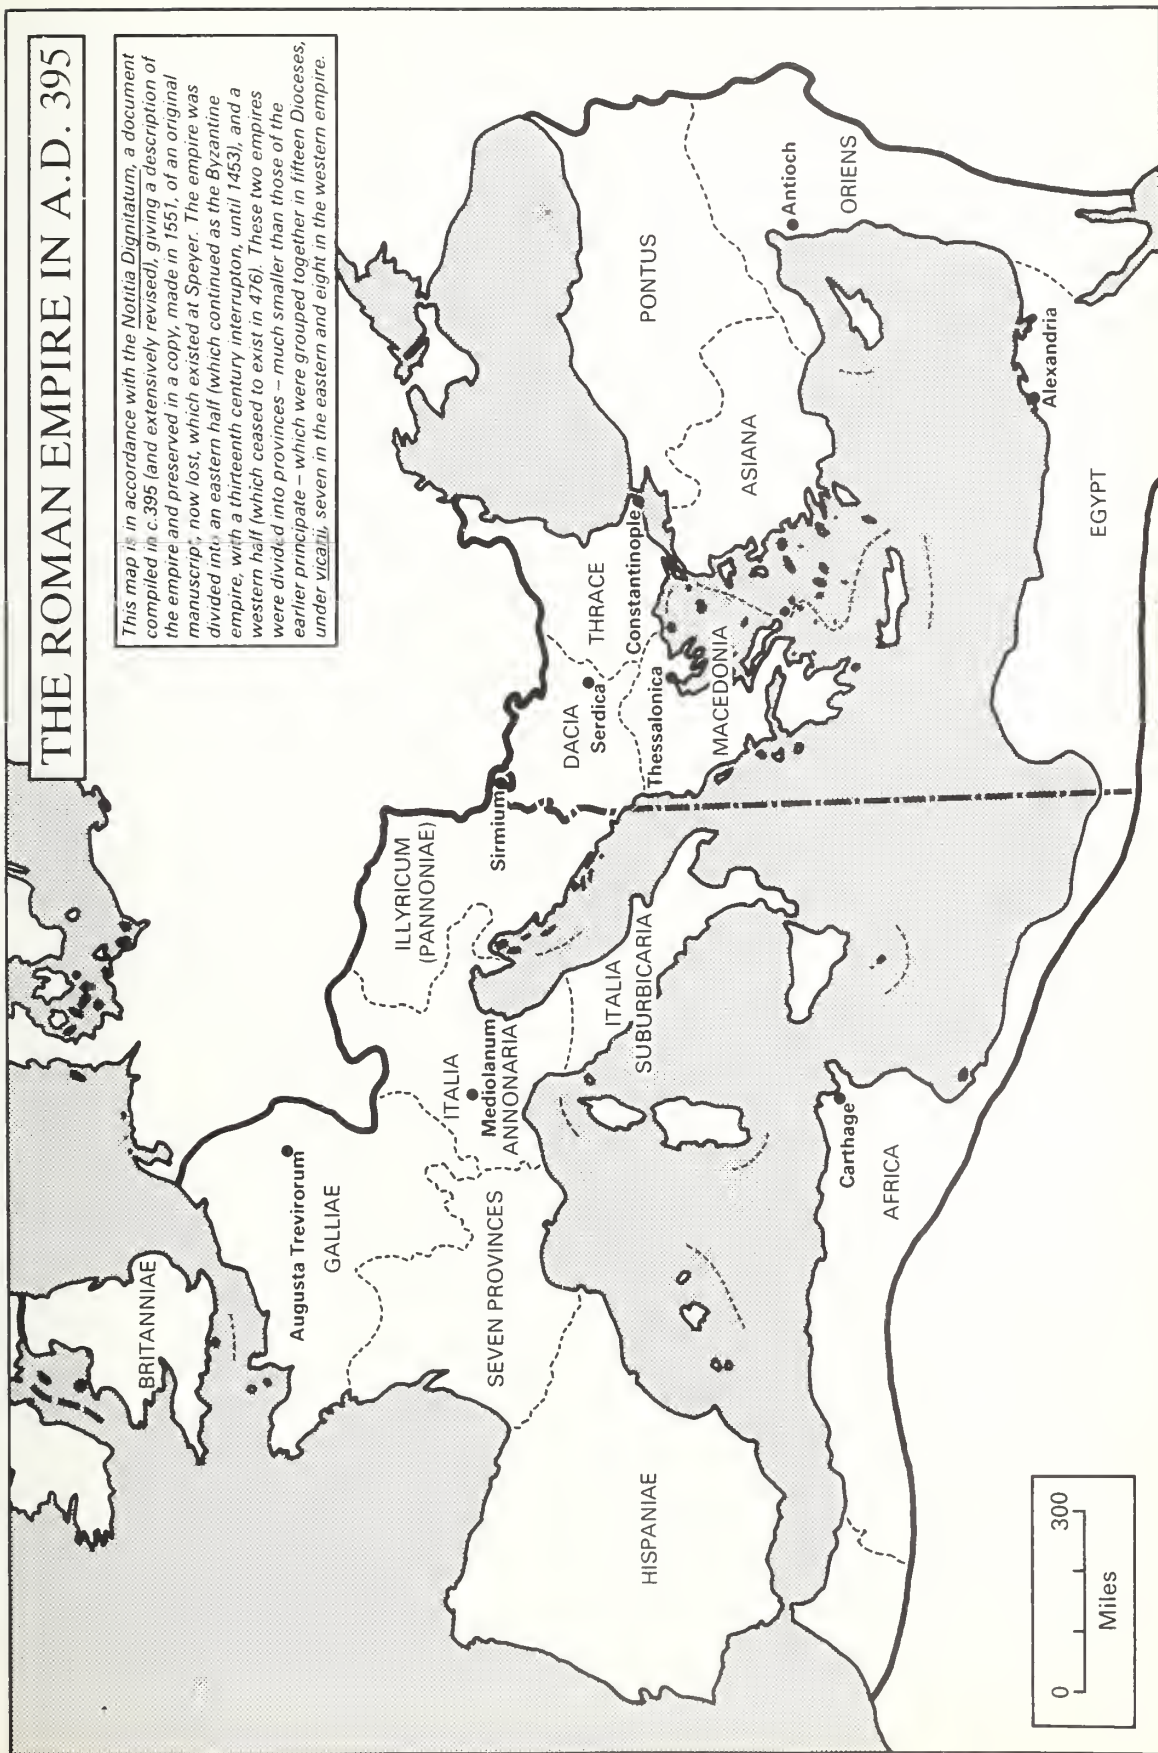 THE ROMAN EMPIRE IN A.D. 395
This map is in accordance with the Notitia Dignitatum, a document
compiled in c.395 (and extensively revised), giving a description of
the empire and preserved in a copy, made in 1551, of an original
manuscript, now lost, which existed at Speyer. The empire was
divided into an eastern half (which continued as the Byzantine
empire, with a thirteenth century interrupton, until 1453), and a
western half (which ceased to exist in 476). These two empires
were divided into provinces – much smaller than those of the
earlier principate – which were grouped together in fifteen Dioceses,
under vicarii, seven in the eastern and eight in the western empire.
BRITANNIAE
Augusta Trevirorum
GALLIAE
SEVEN PROVINCES
HISPANIAE
ITALIA
Mediolanum
ANNONARIA
ILLYRICUM
(PANNONIAE)
Sirmium
ITALIA
SUBURBICARIA
Carthage
AFRICA
DACIA
Serdica
THRACE
Constantinople
Thessalonica
MACEDONIA
PONTUS
ASIANA
Antioch
ORIENS
Alexandria
EGYPT
0 300
Miles